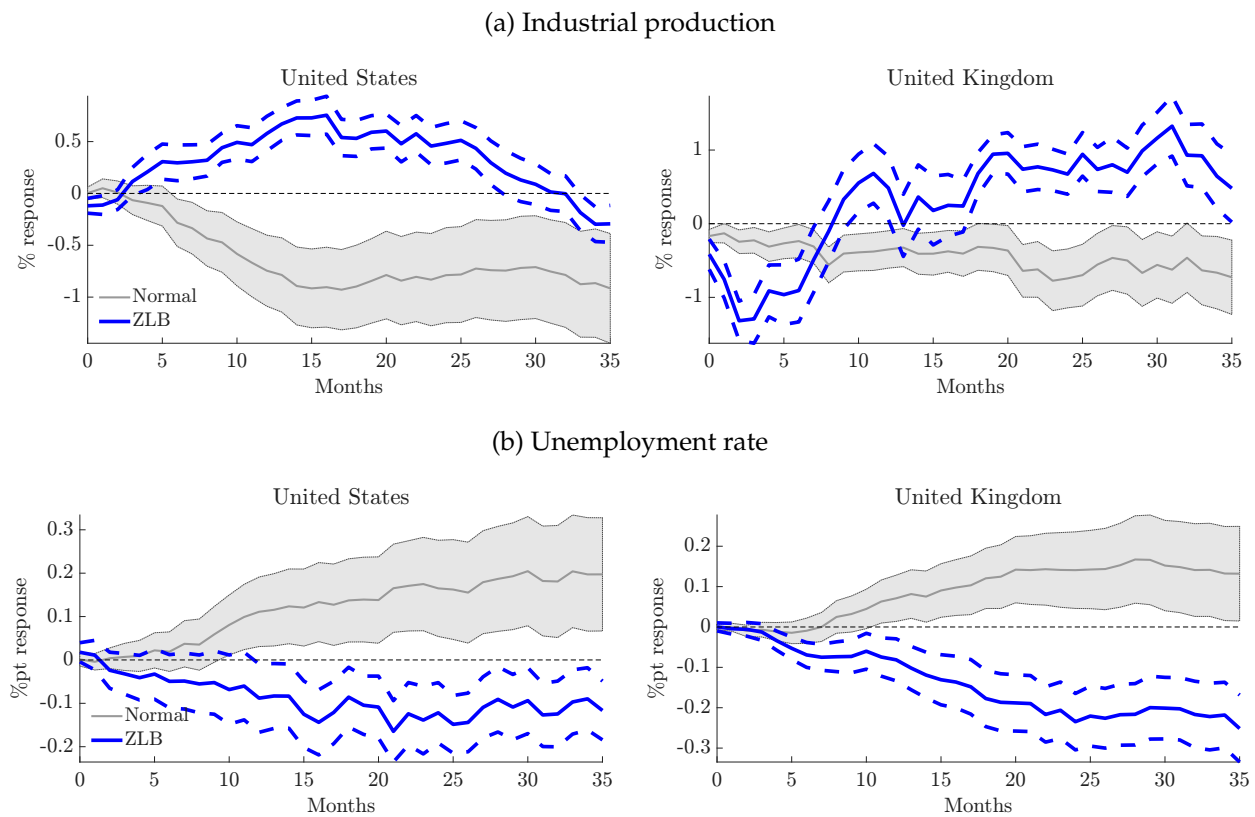 (a) Industrial production
United States
United Kingdom
% response
0.5
0
-0.5
-1
Normal
ZLB
0 5 10 15 20 25 30 35
Months
% response
1
0
-1
0 5 10 15 20 25 30 35
Months
(b) Unemployment rate
United States
United Kingdom
%pt response
0.3
0.2
0.1
0
-0.1
-0.2
Normal
ZLB
0 5 10 15 20 25 30 35
Months
%pt response
0.2
0.1
0
-0.1
-0.2
-0.3
0 5 10 15 20 25 30 35
Months